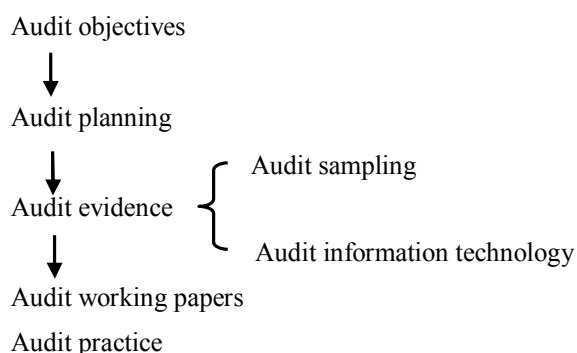 Audit objectives
Audit planning
Audit sampling
Audit evidence
Audit information technology
Audit working papers
Audit practice